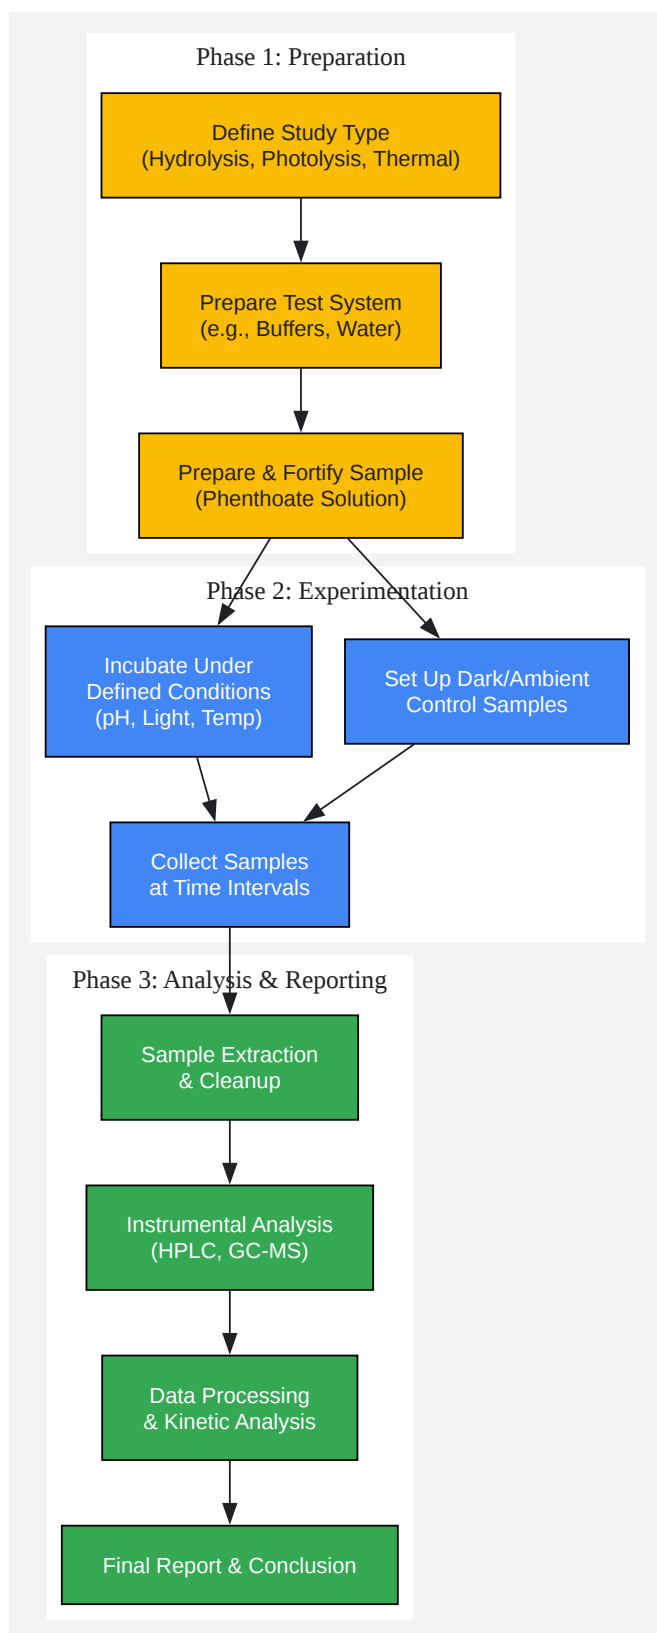 Phase 1: Preparation
Define Study Type
(Hydrolysis, Photolysis, Thermal)
Prepare Test System
(e.g., Buffers, Water)
Prepare & Fortify Sample
(Phenthoate Solution)
Phase 2: Experimentation
Incubate Under
Defined Conditions
(pH, Light, Temp)
Set Up Dark/Ambient
Control Samples
Collect Samples
at Time Intervals
Phase 3: Analysis & Reporting
Sample Extraction
& Cleanup
Instrumental Analysis
(HPLC, GC-MS)
Data Processing
& Kinetic Analysis
Final Report & Conclusion